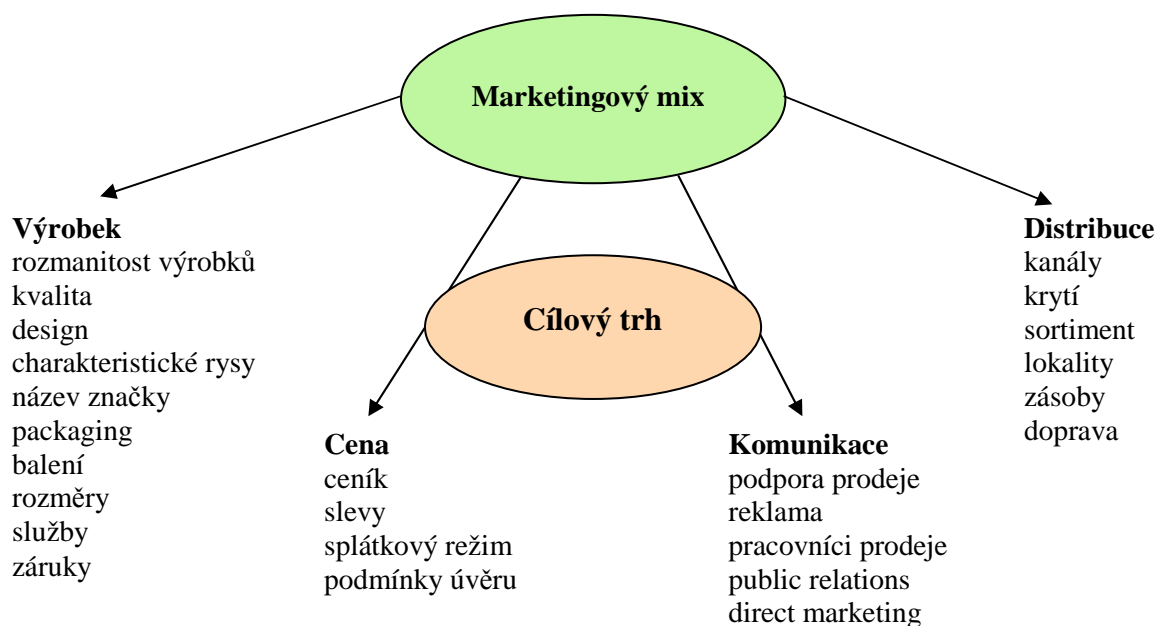 Marketingový mix
Cílový trh
Výrobek
rozmanitost výrobků
kvalita
design
charakteristické rysy
název značky
packaging
balení
rozměry
služby
záruky
Cena
ceník
slevy
splátkový režim
podmínky úvěru
Komunikace
podpora prodeje
reklama
pracovníci prodeje
public relations
direct marketing
Distribuce
kanály
krytí
sortiment
lokality
zásoby
doprava